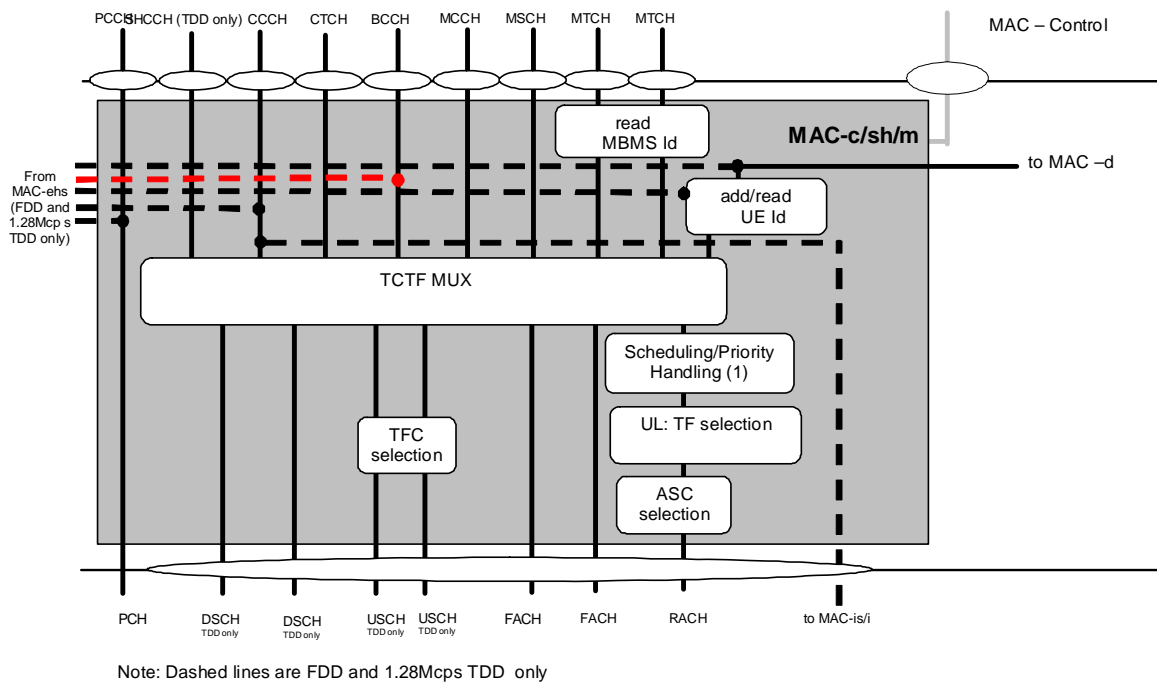 PCCH SHCCH (TDD only) CCCH CTCH BCCH MCCH MSCH MTCH MTCH
MAC – Control
read
MBMS Id
MAC-c/sh/m
to MAC –d
From
MAC-ehs
(FDD and
1.28Mcp s
TDD only)
add/read
UE Id
TCTF MUX
Scheduling/Priority
Handling (1)
UL: TF selection
TFC
selection
ASC
selection
PCH DSCH DSCH USCH USCH FACH FACH RACH to MAC-is/i
TDD only TDD only TDD only TDD only
Note: Dashed lines are FDD and 1.28Mcps TDD only